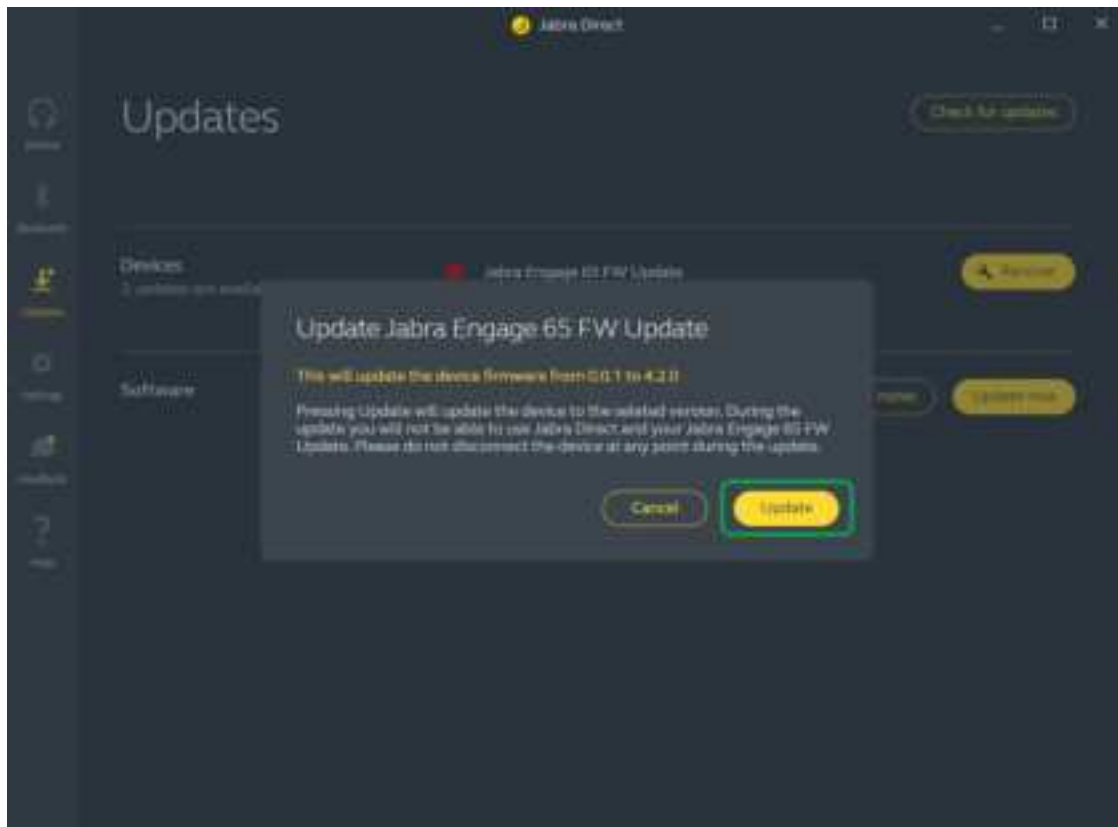 Jabra Direct
Updates
Check for updates
Devices
2 updates are
Jabra Engage 65 FW Update
Update Jabra Engage 65 FW Update
This will update the device firmware from 0.0.1 to 4.2.0
Pressing Update will update the device to the selected version. During the
update you will not be able to use Jabra Direct and your Jabra Engage 65 FW
Update. Please do not disconnect the device at any point during the update.
Software
notes
Update now
Cancel
Update
Help